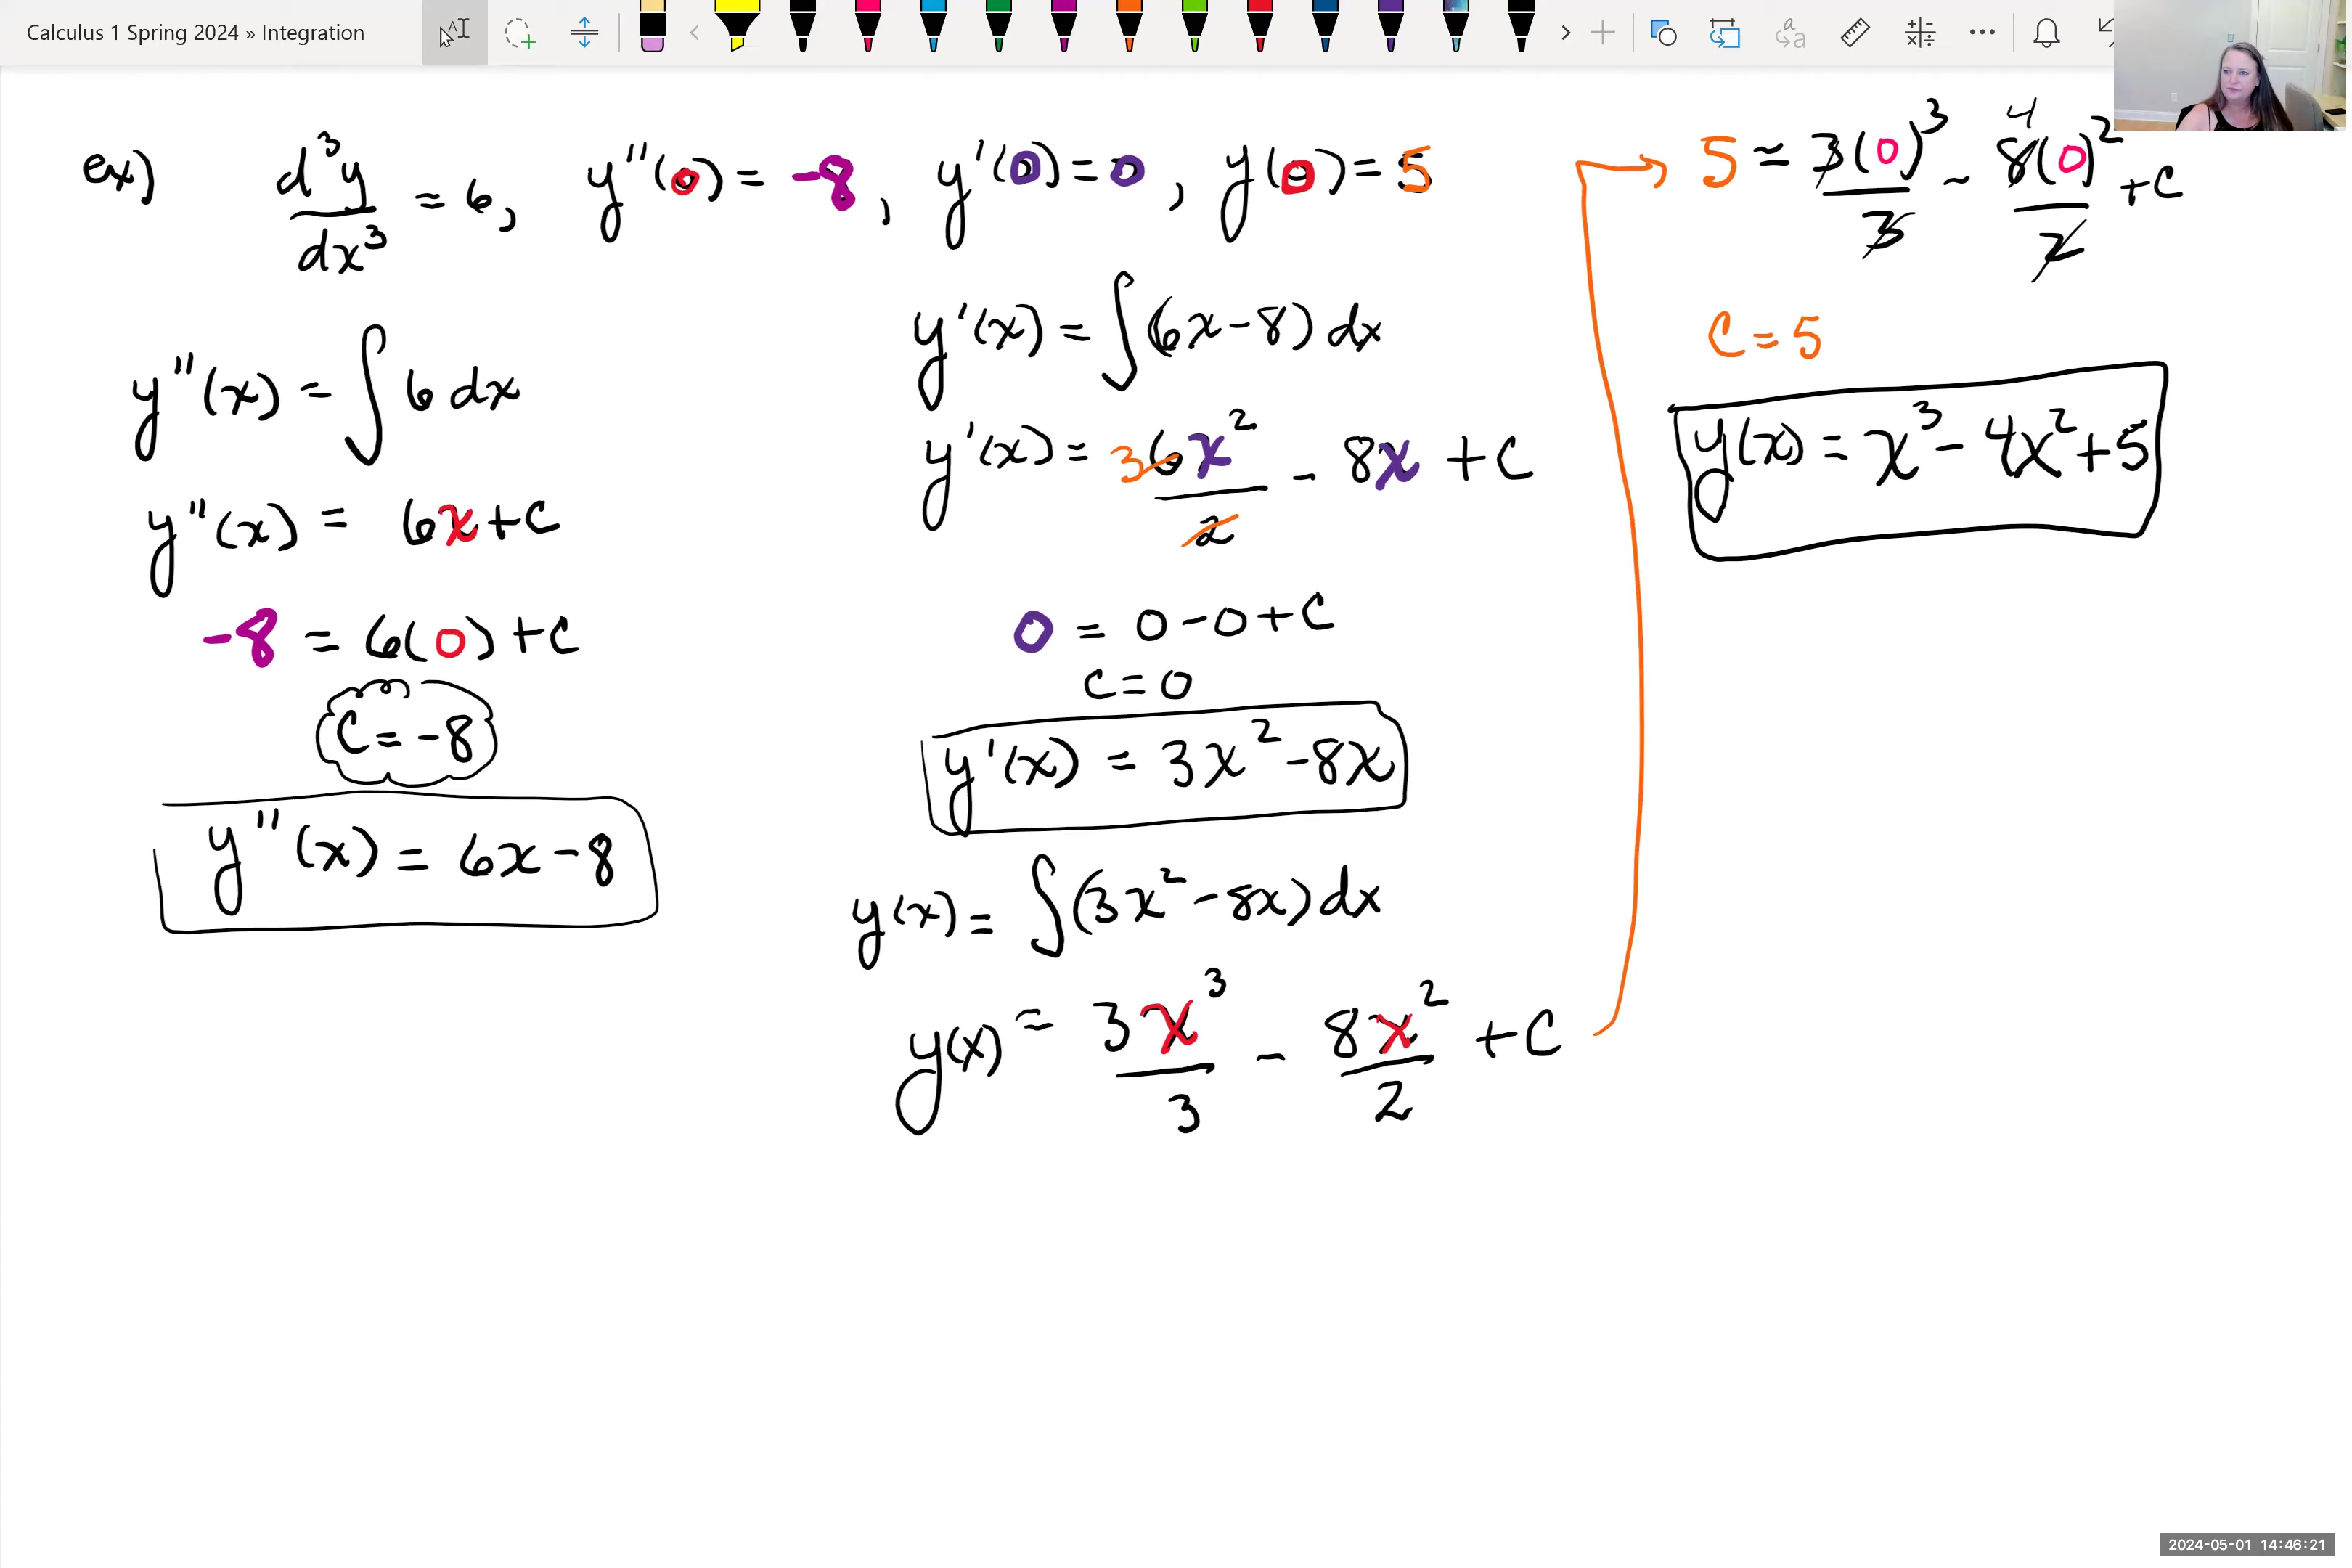 Calculus 1 Spring 2024 » Integration
ex) d³y/dx³ = 6, y''(0) = -8, y'(0) = 0, y(0) = 5
y''(x) = ∫ 6 dx
y''(x) = 6x + C
-8 = 6(0) + C
C = -8
y''(x) = 6x - 8
y'(x) = ∫(6x - 8) dx
y'(x) = 3 6x²/2 - 8x + C
0 = 0 - 0 + C
C = 0
y'(x) = 3x² - 8x
y(x) = ∫(3x² - 8x) dx
y(x) = 3x³/3 - 8x²/2 + C
4
5 = 3(0)³/3 - 8(0)²/2 + C
C = 5
y(x) = x³ - 4x² + 5
2024-05-01 14:46:21